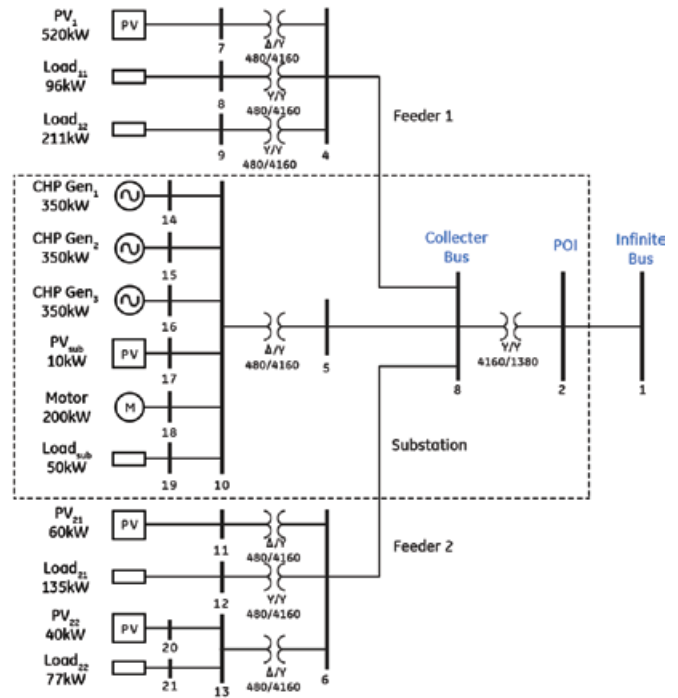 PV₁
520kW
PV
7
Δ/Y
480/4160
Load₁₁
96kW
8
Y/Y
480/4160
Load₁₂
211kW
9
Y/Y
480/4160
4
Feeder 1
CHP Gen₁
350kW
14
CHP Gen₂
350kW
15
CHP Gen₃
350kW
16
PVsub
10kW
PV
17
Motor
200kW
M
18
Loadsub
50kW
19
10
Δ/Y
480/4160
5
Collecter
Bus
8
Y/Y
4160/1380
POI
2
Infinite
Bus
1
Substation
PV₂₁
60kW
PV
11
Δ/Y
480/4160
Feeder 2
Load₂₁
135kW
12
Y/Y
480/4160
PV₂₂
40kW
PV
20
Load₂₂
77kW
21
13
Δ/Y
480/4160
6